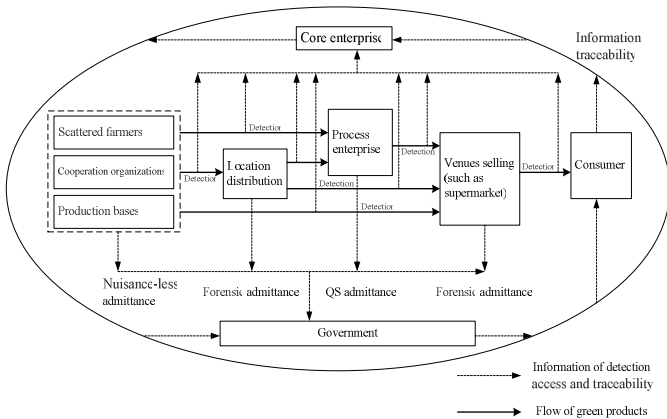 Core enterprise
Information
traceability
Scattered farmers
Cooperation organizations
Production bases
Detection
Detection
Location
distribution
Process
enterprise
Detection
Detection
Detection
Venues selling
(such as
supermarket)
Detection
Consumer
Nuisance-less
admittance
Forensic admittance
QS admittance
Forensic admittance
Government
Information of detection
access and traceability
Flow of green products